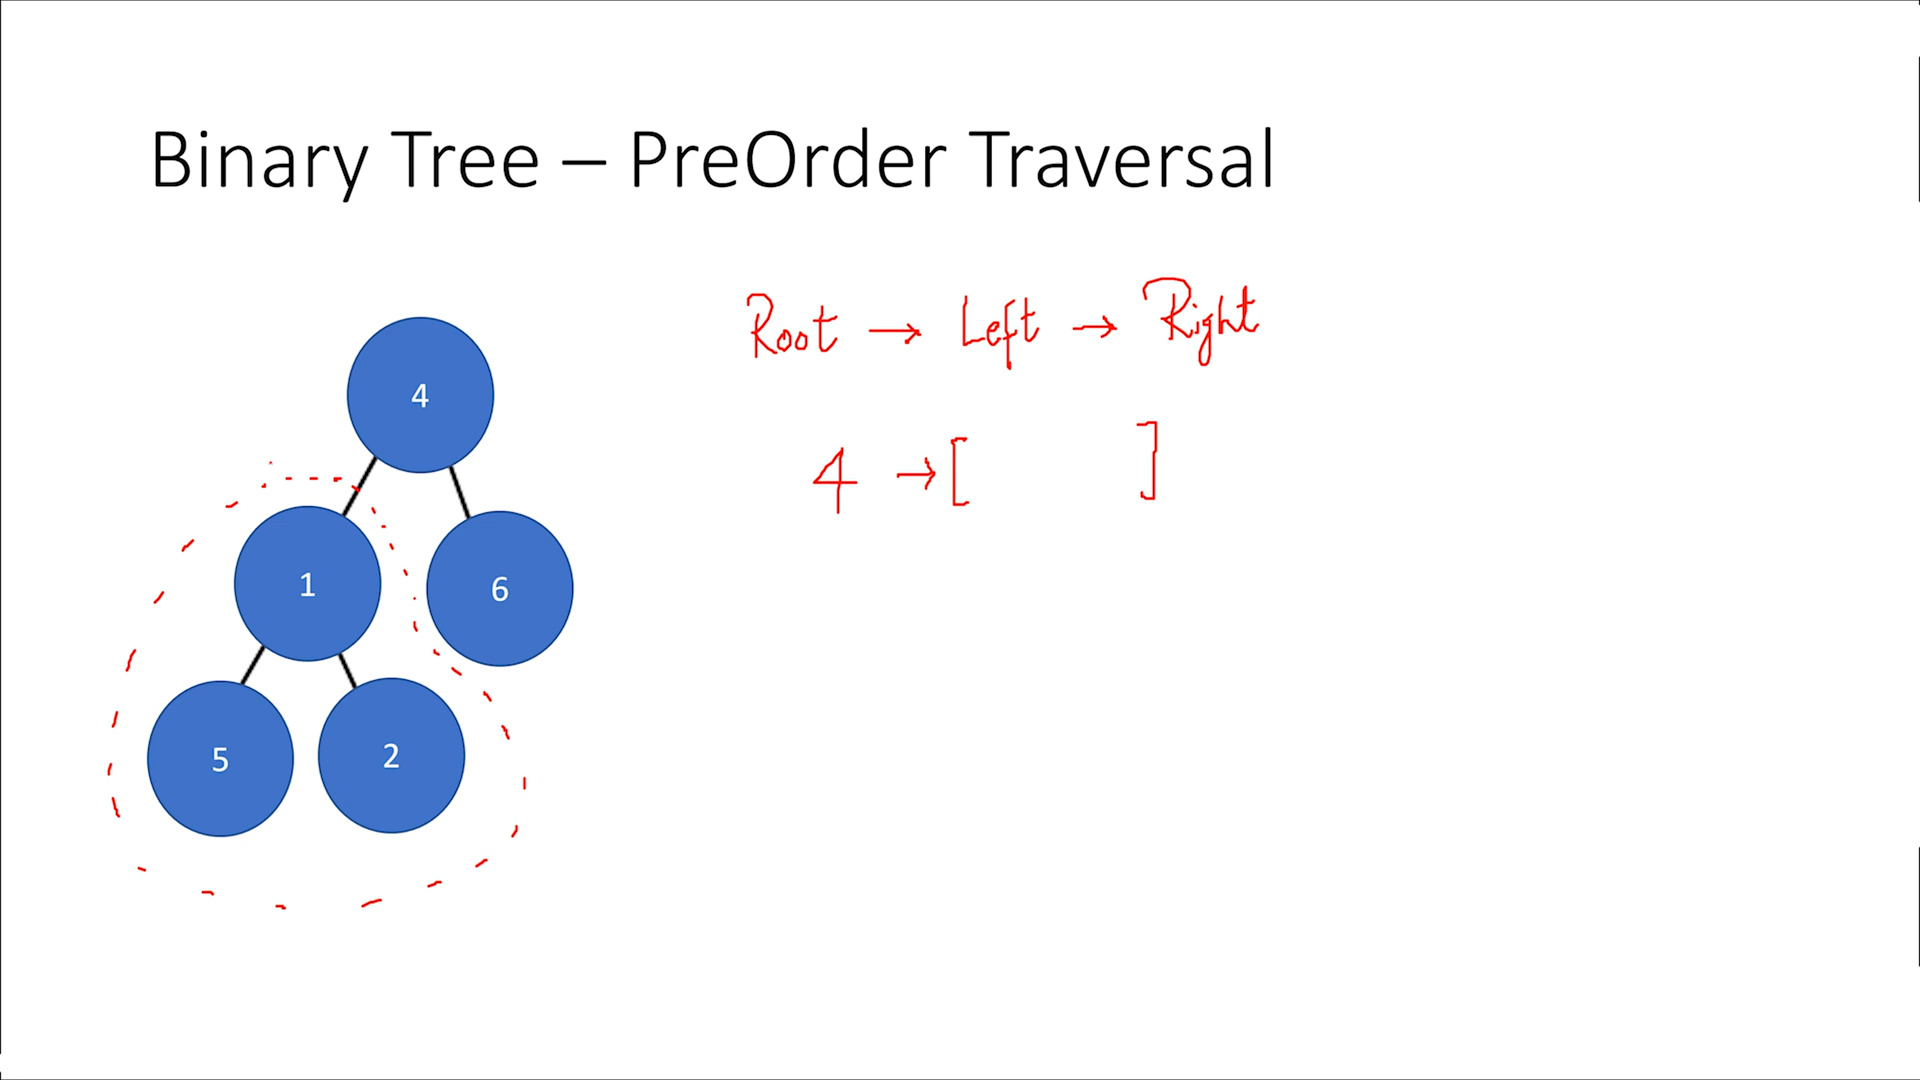 Binary Tree – PreOrder Traversal
Root → Left → Right
4 → [ ]
4
1
6
5
2